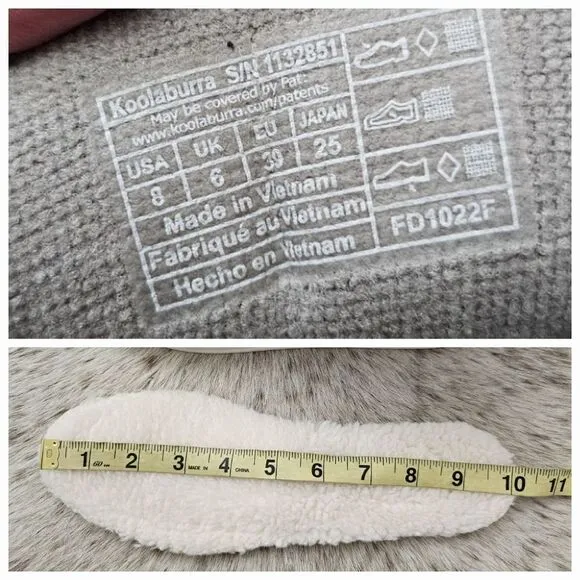 Koolaburra S/N 1132851
May be covered by Pat:
www.koolaburra.com/patents
USA UK EU JAPAN
8 6 39 25
Made in Vietnam
Fabriqué au Vietnam
Hecho en Vietnam
FD1022F
1 60 2 3 MADE IN 4 CHINA 5 6 7 8 9 10 11